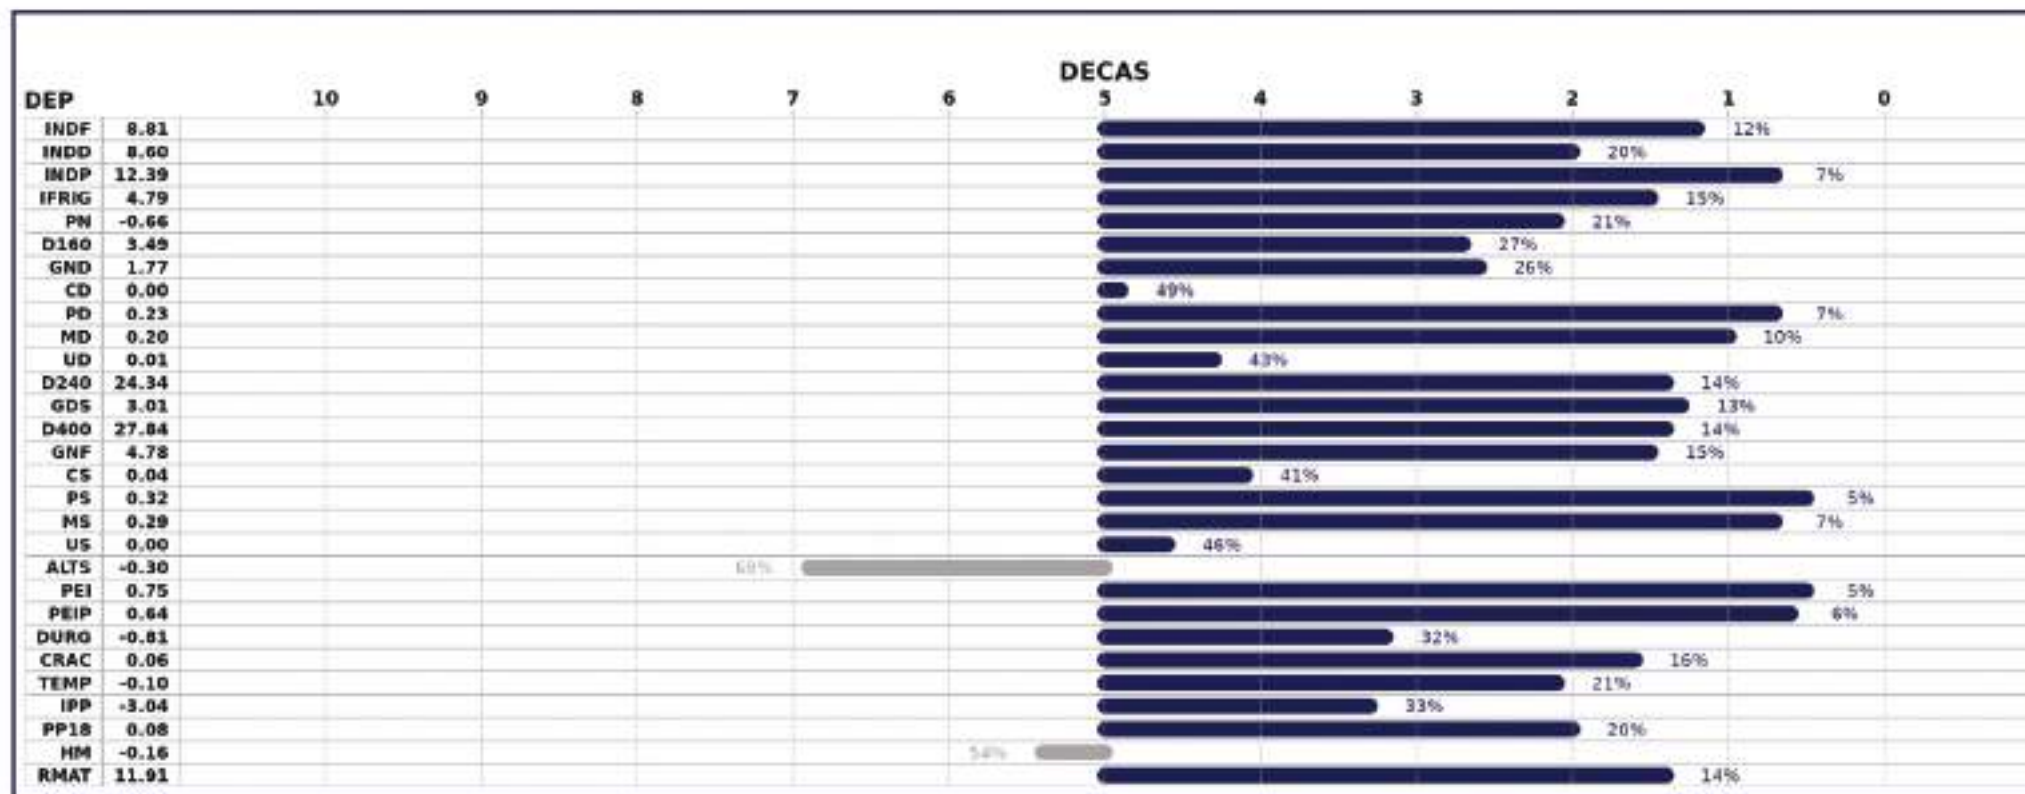 DECAS
DEP 10 9 8 7 6 5 4 3 2 1 0
INDF 8.81 12%
INDD 8.60 20%
INDP 12.39 7%
IFRIG 4.79 15%
PN -0.66 21%
D160 3.49 27%
GND 1.77 26%
CD 0.00 49%
PD 0.23 7%
MD 0.20 10%
UD 0.01 43%
D240 24.34 14%
GDS 3.01 13%
D400 27.84 14%
GNF 4.78 15%
CS 0.04 41%
PS 0.32 5%
MS 0.29 7%
US 0.00 46%
ALTS -0.30 69%
PEI 0.75 5%
PEIP 0.64 6%
DURG -0.81 32%
CRAC 0.06 16%
TEMP -0.10 21%
IPP -3.04 33%
PP18 0.08 20%
HM -0.16 54%
RMAT 11.91 14%